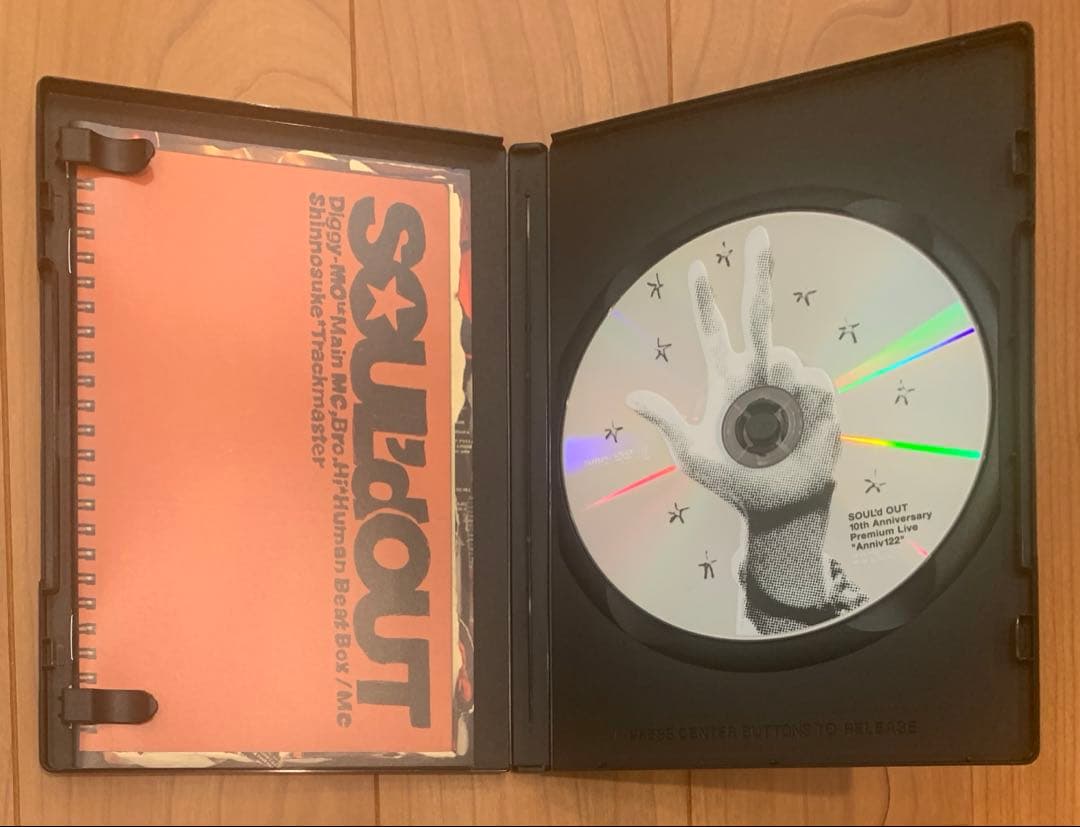 SOUL'dOUT
Diggy-MO'*Main MC,Bro.Hi*Human Beat Box / Mc
Shinnosuke*Trackmaster
SOUL'd OUT
10th Anniversary
Premium Live
"Anniv122"
PRESS CENTER BUTTONS TO RELEASE